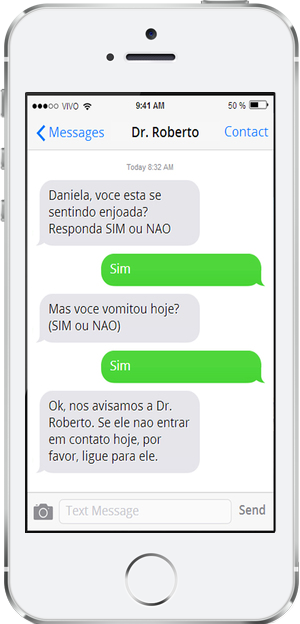 VIVO 9:41 AM 50 %
Messages Dr. Roberto Contact
Today 8:32 AM
Daniela, voce esta se
sentindo enjoada?
Responda SIM ou NAO
Sim
Mas voce vomitou hoje?
(SIM ou NAO)
Sim
Ok, nos avisamos a Dr.
Roberto. Se ele nao entrar
em contato hoje, por
favor, ligue para ele.
Text Message Send